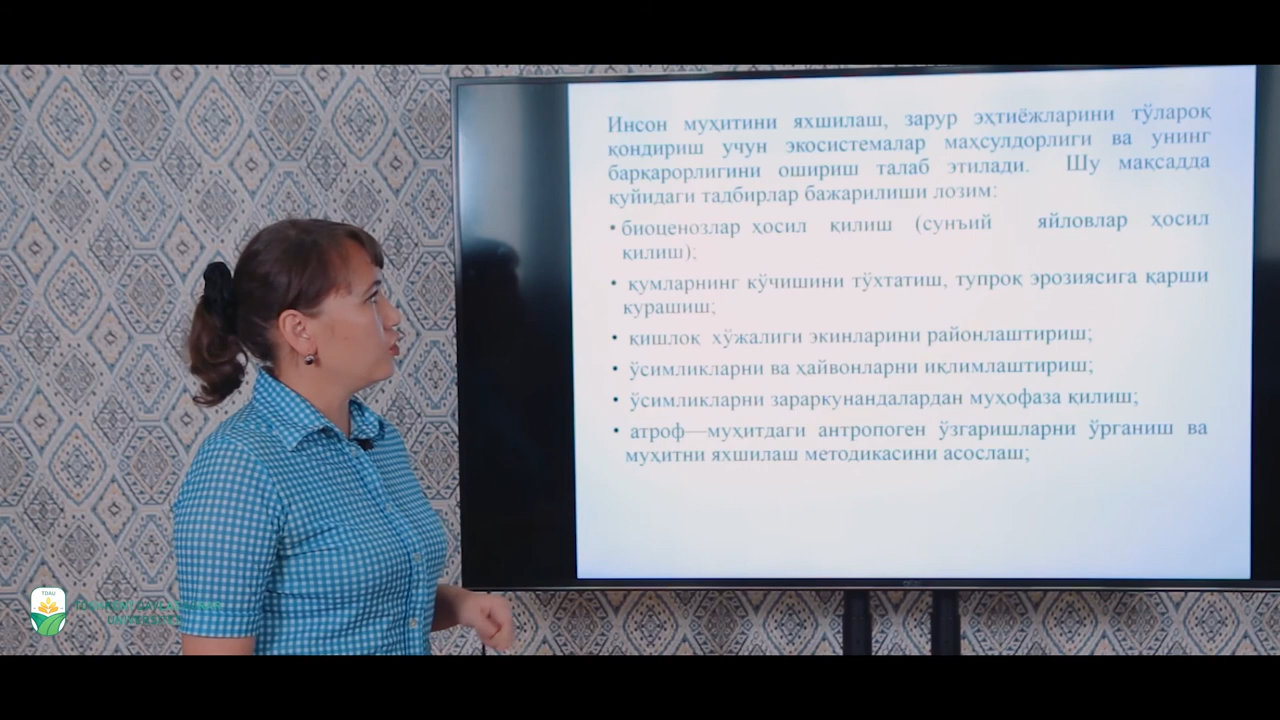 Инсон муҳитини яхшилаш, зарур эҳтиёжларини тўлароқ
қондириш учун экосистемалар маҳсулдорлиги ва унинг
барқарорлигини ошириш талаб этилади. Шу мақсадда
қуйидаги тадбирлар бажарилиши лозим:
• биоценозлар ҳосил қилиш (сунъий яйловлар ҳосил
қилиш);
• қумларнинг кўчишини тўхтатиш, тупроқ эрозиясига қарши
курашиш;
• қишлоқ хўжалиги экинларини районлаштириш;
• ўсимликларни ва ҳайвонларни иқлимлаштириш;
• ўсимликларни зараркунандалардан муҳофаза қилиш;
• атроф—муҳитдаги антропоген ўзгаришларни ўрганиш ва
муҳитни яхшилаш методикасини асослаш;
TDAU
UNIVERSITETI